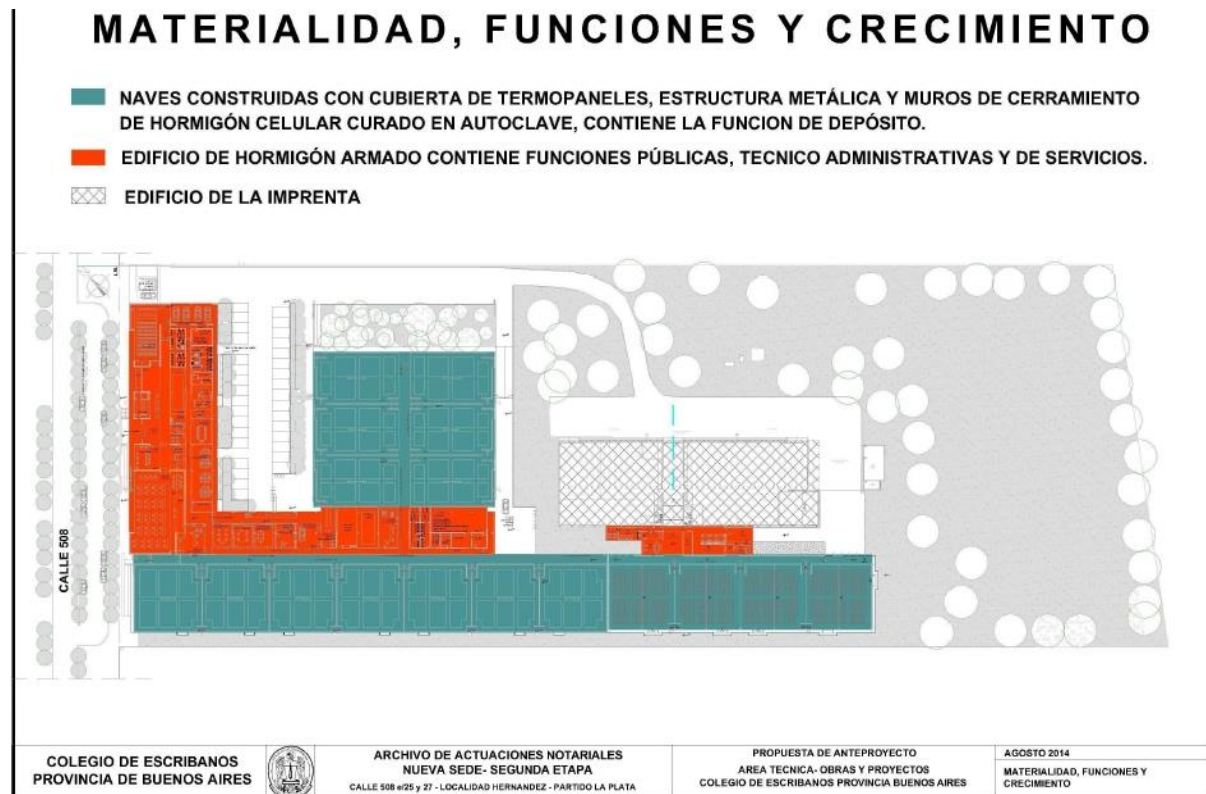 MATERIALIDAD, FUNCIONES Y CRECIMIENTO
NAVES CONSTRUIDAS CON CUBIERTA DE TERMOPANELES, ESTRUCTURA METÁLICA Y MUROS DE CERRAMIENTO
DE HORMIGÓN CELULAR CURADO EN AUTOCLAVE, CONTIENE LA FUNCION DE DEPÓSITO.
EDIFICIO DE HORMIGÓN ARMADO CONTIENE FUNCIONES PÚBLICAS, TECNICO ADMINISTRATIVAS Y DE SERVICIOS.
EDIFICIO DE LA IMPRENTA
CALLE 508
COLEGIO DE ESCRIBANOS
PROVINCIA DE BUENOS AIRES
ARCHIVO DE ACTUACIONES NOTARIALES
NUEVA SEDE- SEGUNDA ETAPA
CALLE 508 e/25 y 27 - LOCALIDAD HERNANDEZ - PARTIDO LA PLATA
PROPUESTA DE ANTEPROYECTO
AREA TECNICA- OBRAS Y PROYECTOS
COLEGIO DE ESCRIBANOS PROVINCIA BUENOS AIRES
AGOSTO 2014
MATERIALIDAD, FUNCIONES Y
CRECIMIENTO